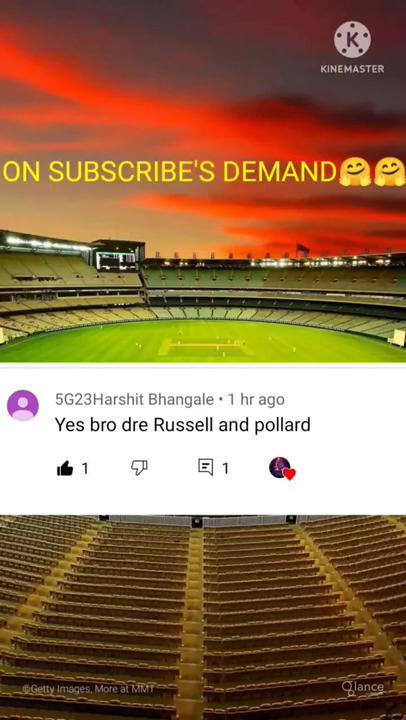 K
KINEMASTER
ON SUBSCRIBE'S DEMAND🤗🤗
5G23Harshit Bhangale • 1 hr ago
Yes bro dre Russell and pollard
1 1
©Getty Images, More at MMT
Glance